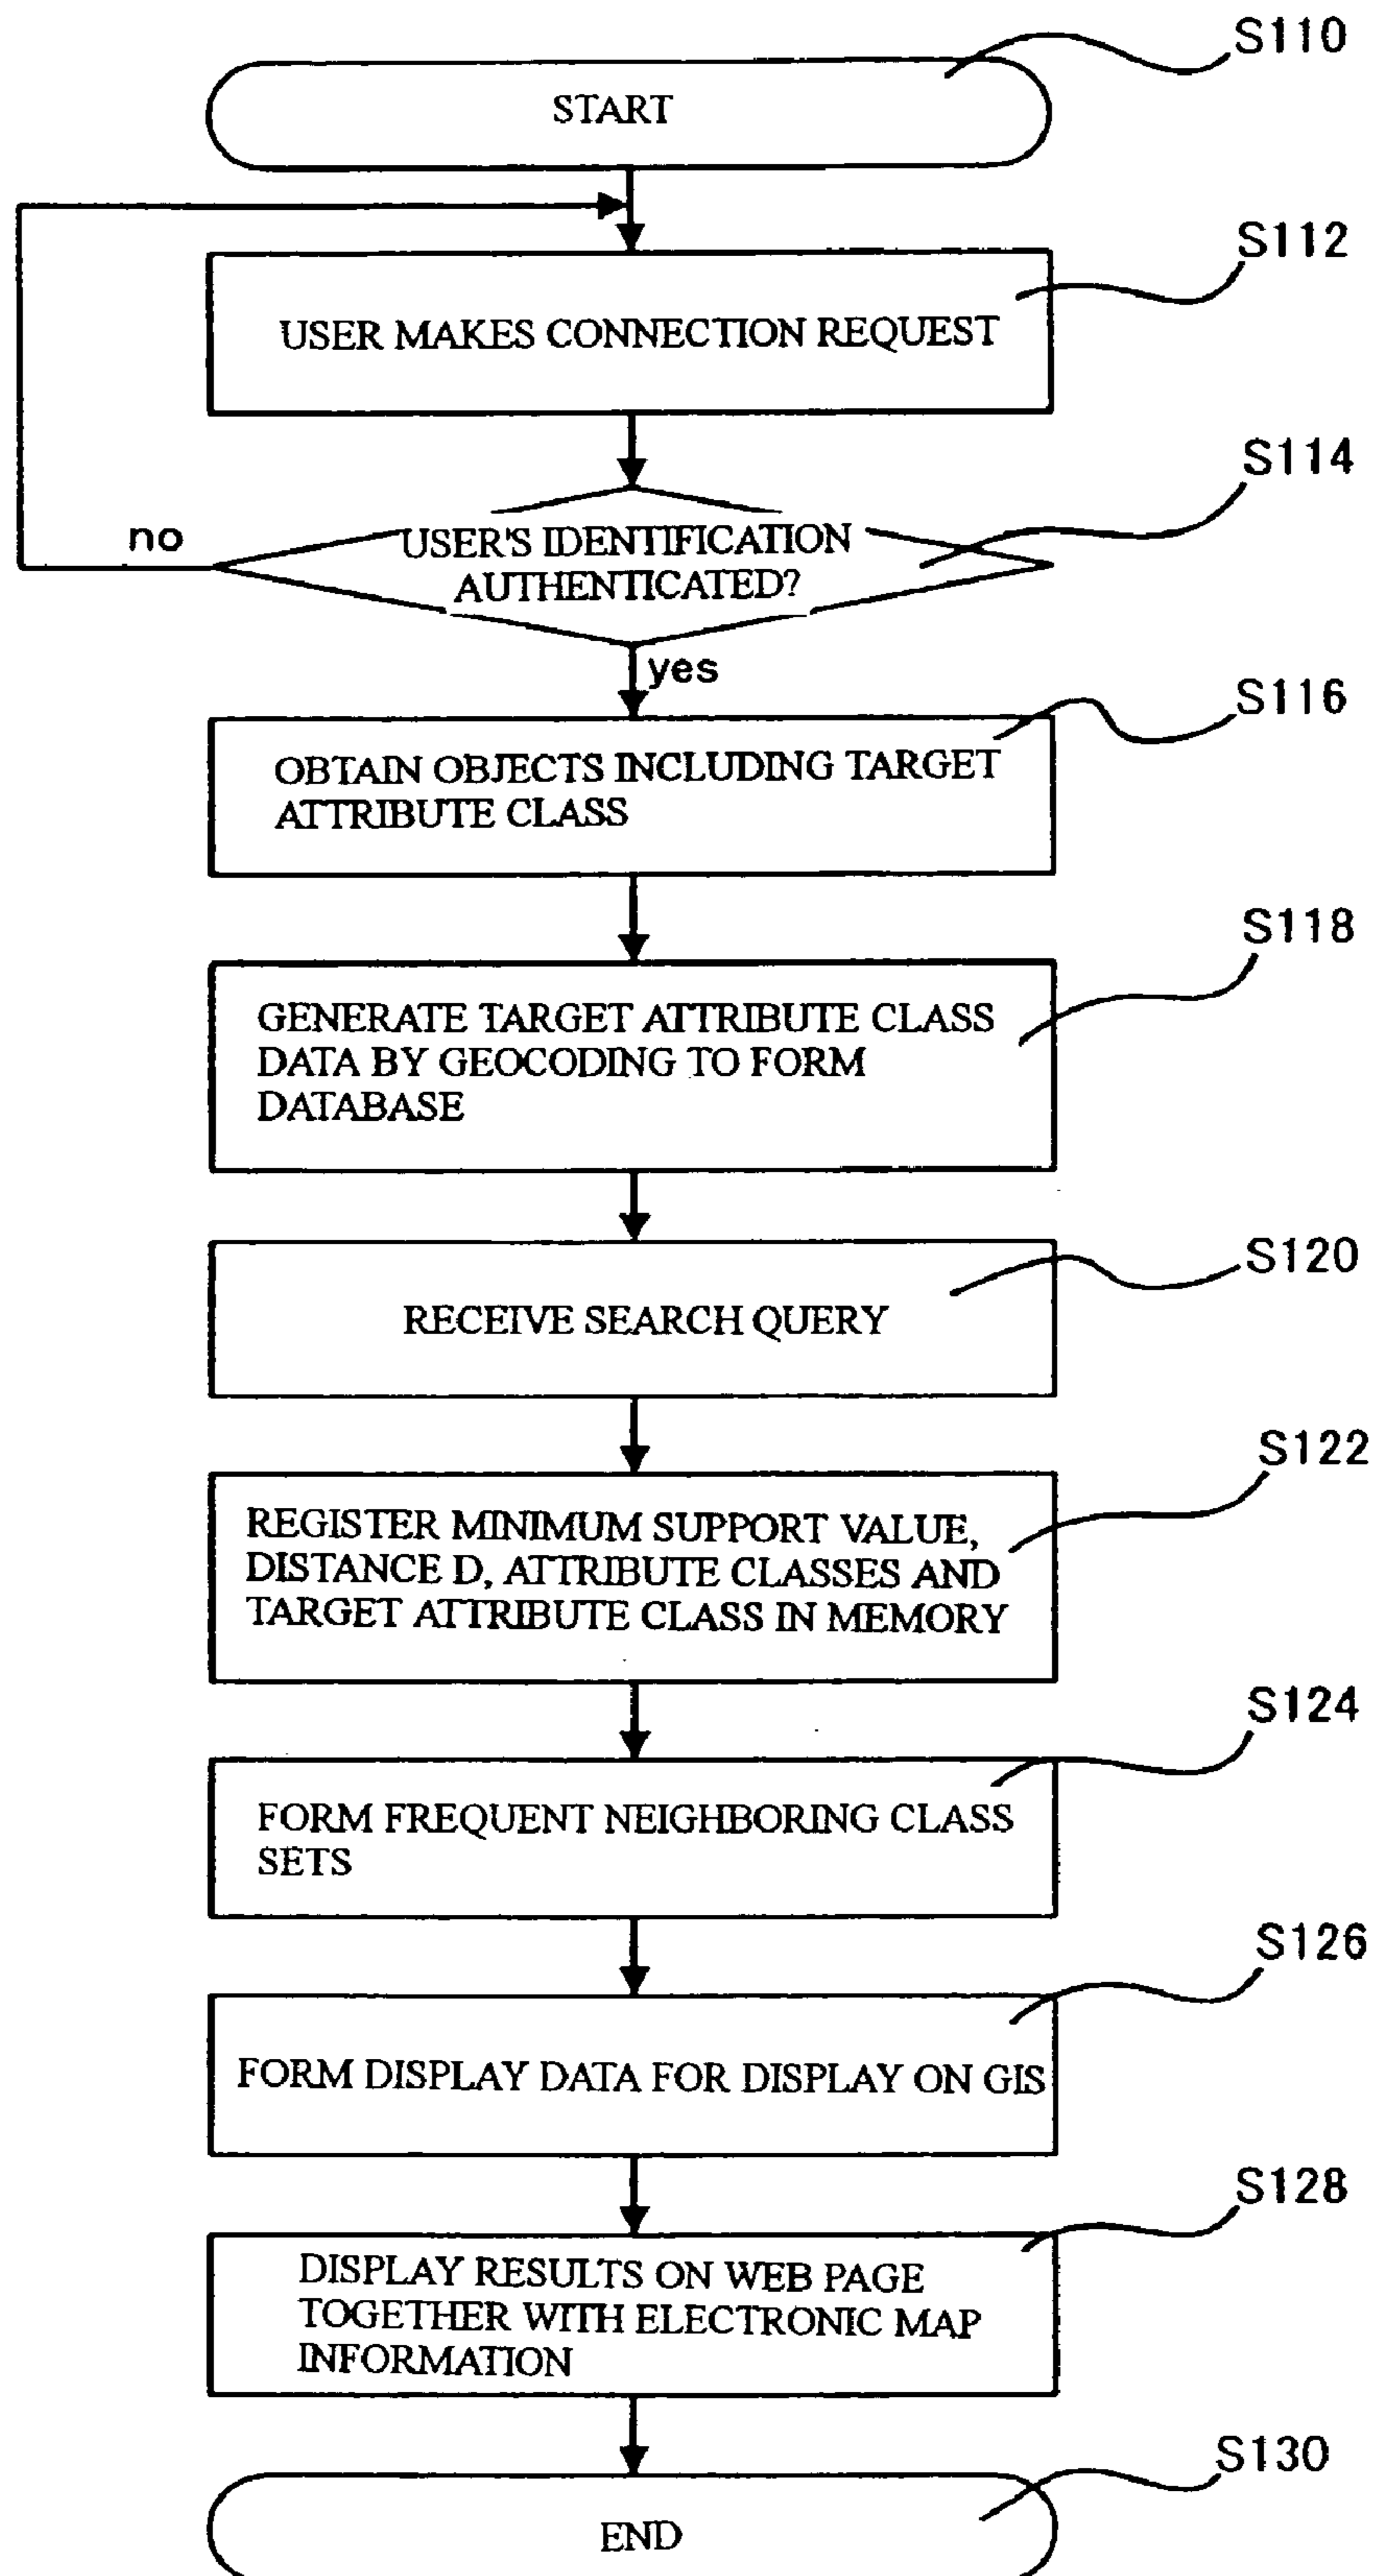 S110
START
S112
USER MAKES CONNECTION REQUEST
S114
no
USER'S IDENTIFICATION
AUTHENTICATED?
yes
S116
OBTAIN OBJECTS INCLUDING TARGET
ATTRIBUTE CLASS
S118
GENERATE TARGET ATTRIBUTE CLASS
DATA BY GEOCODING TO FORM
DATABASE
S120
RECEIVE SEARCH QUERY
S122
REGISTER MINIMUM SUPPORT VALUE,
DISTANCE D, ATTRIBUTE CLASSES AND
TARGET ATTRIBUTE CLASS IN MEMORY
S124
FORM FREQUENT NEIGHBORING CLASS
SETS
S126
FORM DISPLAY DATA FOR DISPLAY ON GIS
S128
DISPLAY RESULTS ON WEB PAGE
TOGETHER WITH ELECTRONIC MAP
INFORMATION
S130
END